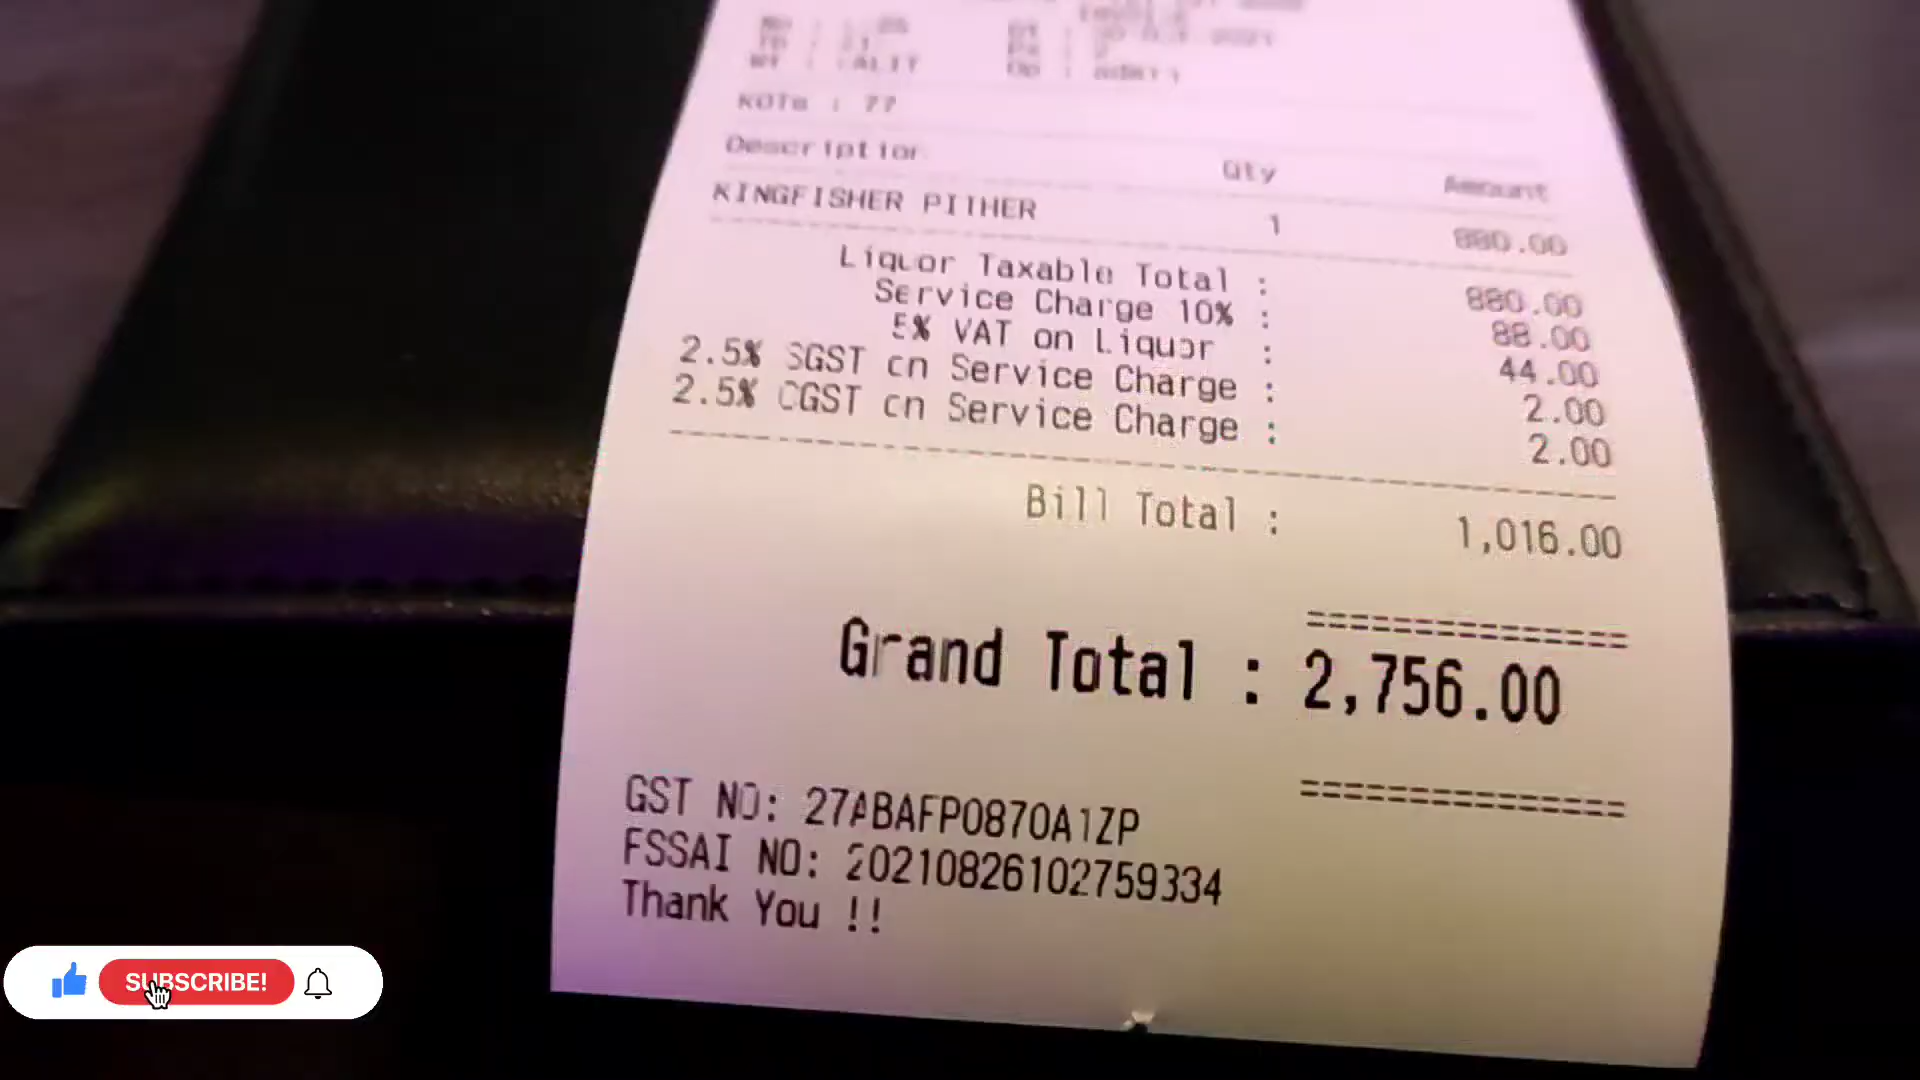 KOTs : 77
Description Qty Amount
KINGFISHER PITHER 1 880.00
Liquor Taxable Total : 880.00
Service Charge 10% : 88.00
5% VAT on Liquor : 44.00
2.5% SGST on Service Charge : 2.00
2.5% CGST on Service Charge : 2.00
Bill Total : 1,016.00
Grand Total : 2,756.00
GST NO: 27ABAFP0870A1ZP
FSSAI NO: 20210826102759334
Thank You !!
SUBSCRIBE!